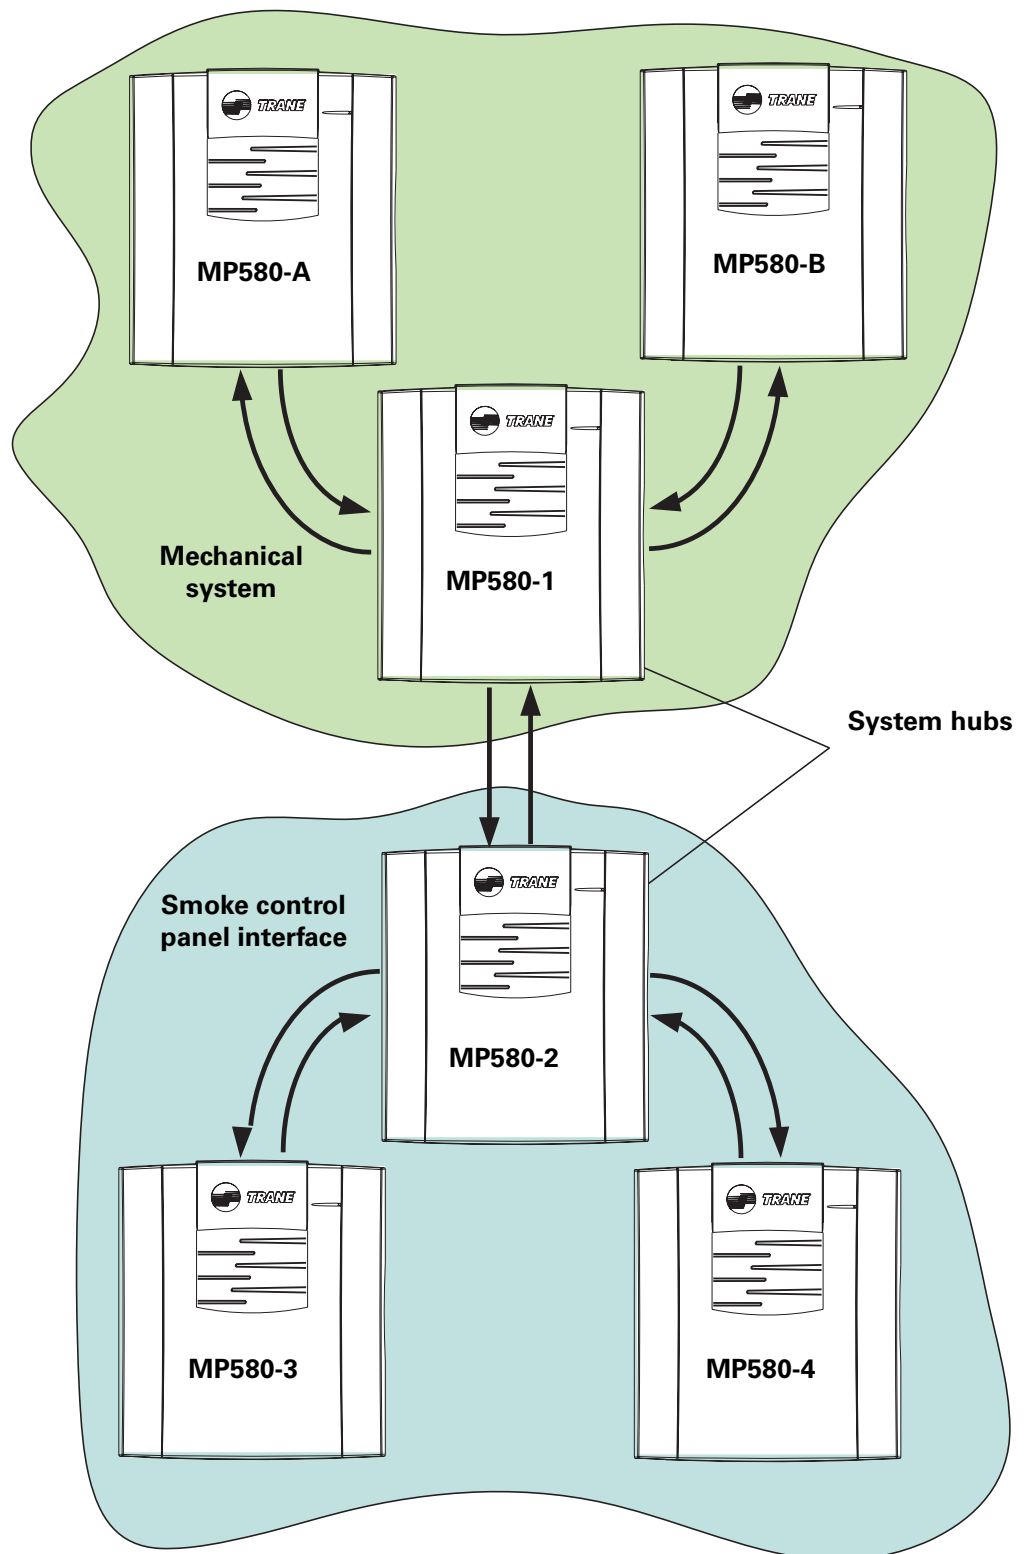 TRANE
TRANE
MP580-A
MP580-B
TRANE
Mechanical
system
MP580-1
System hubs
TRANE
Smoke control
panel interface
MP580-2
TRANE
TRANE
MP580-3
MP580-4